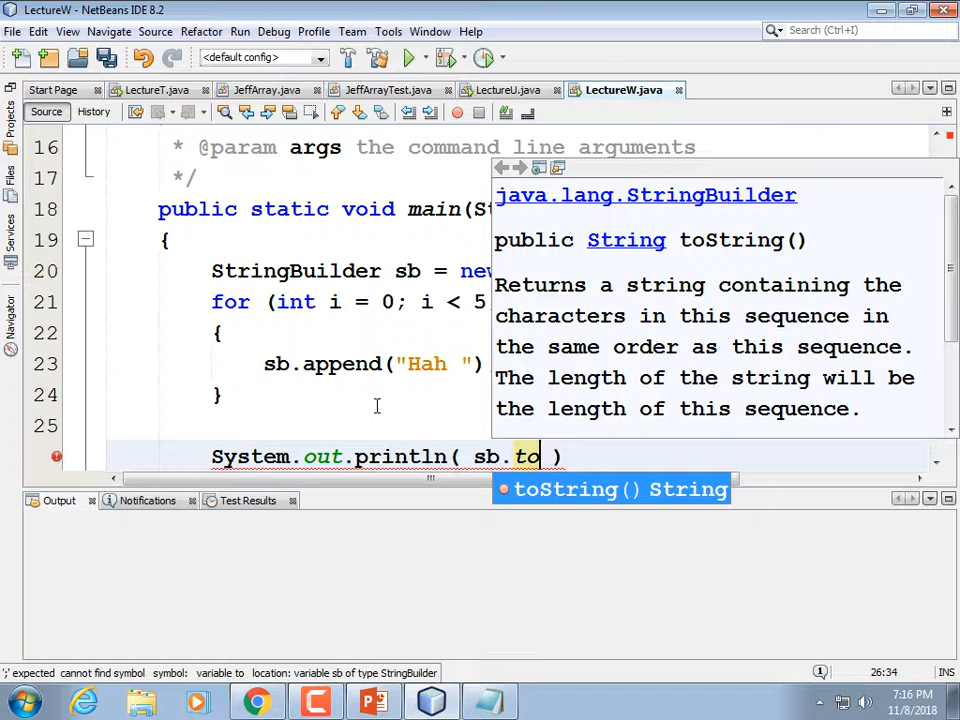 LectureW - NetBeans IDE 8.2
File Edit View Navigate Source Refactor Run Debug Profile Team Tools Window Help
Search (Ctrl+I)
<default config>
Start Page LectureT.java JeffArray.java JeffArrayTest.java LectureU.java LectureW.java
Source History
Projects
Files
Services
Navigator
16 * @param args the command line arguments
17 */
18 public static void main(St
19 {
20 StringBuilder sb = new
21 for (int i = 0; i < 5
22 {
23 sb.append("Hah ")
24 }
25
System.out.println( sb.to )
java.lang.StringBuilder
public String toString()
Returns a string containing the
characters in this sequence in
the same order as this sequence.
The length of the string will be
the length of this sequence.
toString() String
Output Notifications Test Results
';' expected cannot find symbol symbol: variable to location: variable sb of type StringBuilder
1 26:34 INS
7:16 PM
11/8/2018